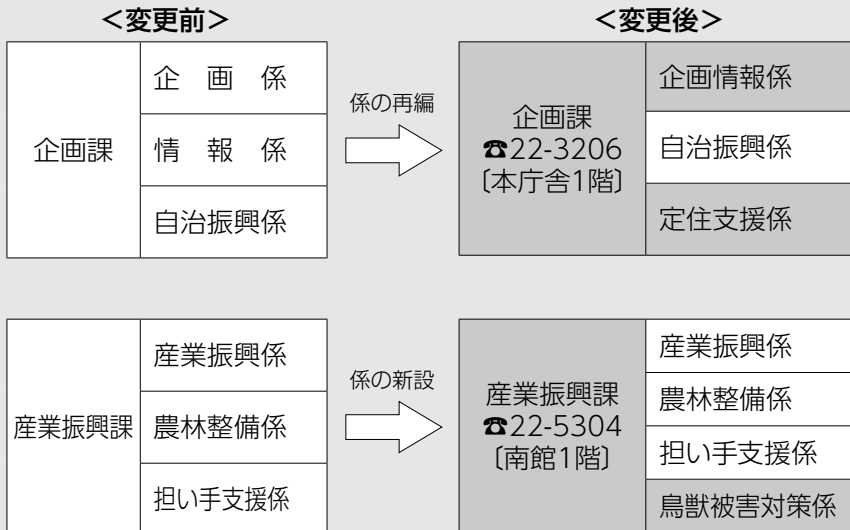 ＜変更前＞
＜変更後＞
企画課
企　画　係
情　報　係
自治振興係
係の再編
企画課
☎22-3206
〔本庁舎1階〕
企画情報係
自治振興係
定住支援係
産業振興課
産業振興係
農林整備係
担い手支援係
係の新設
産業振興課
☎22-5304
〔南館1階〕
産業振興係
農林整備係
担い手支援係
鳥獣被害対策係